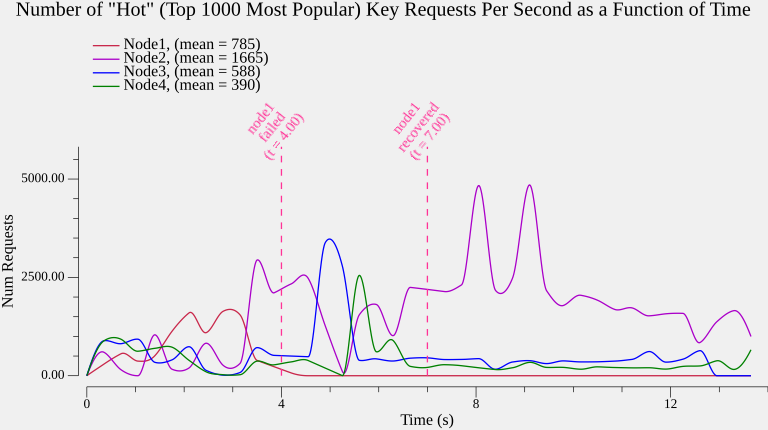 Number of "Hot" (Top 1000 Most Popular) Key Requests Per Second as a Function of Time
Node1, (mean = 785)
Node2, (mean = 1665)
Node3, (mean = 588)
Node4, (mean = 390)
node1
failed
(t = 4.00)
node1
recovered
(t = 7.00)
5000.00
2500.00
0.00
Num Requests
0
4
8
12
Time (s)